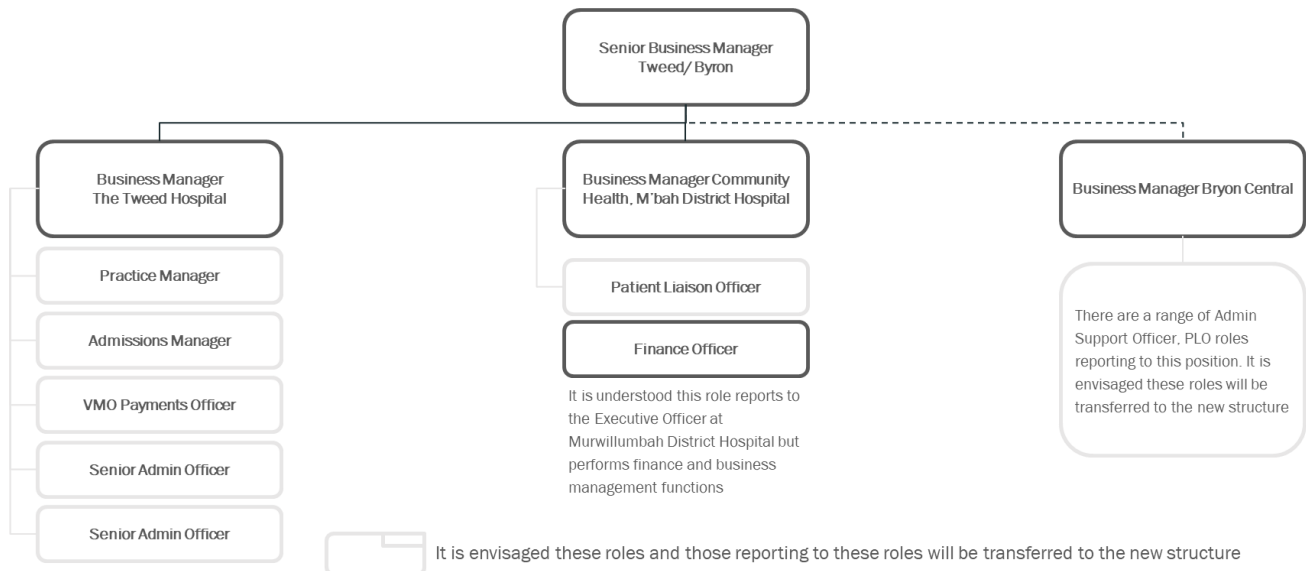 Senior Business Manager
Tweed/ Byron
Business Manager
The Tweed Hospital
Practice Manager
Admissions Manager
VMO Payments Officer
Senior Admin Officer
Senior Admin Officer
Business Manager Community
Health, M'bah District Hospital
Patient Liaison Officer
Finance Officer
It is understood this role reports to
the Executive Officer at
Murwillumbah District Hospital but
performs finance and business
management functions
Business Manager Bryon Central
There are a range of Admin
Support Officer, PLO roles
reporting to this position. It is
envisaged these roles will be
transferred to the new structure
It is envisaged these roles and those reporting to these roles will be transferred to the new structure